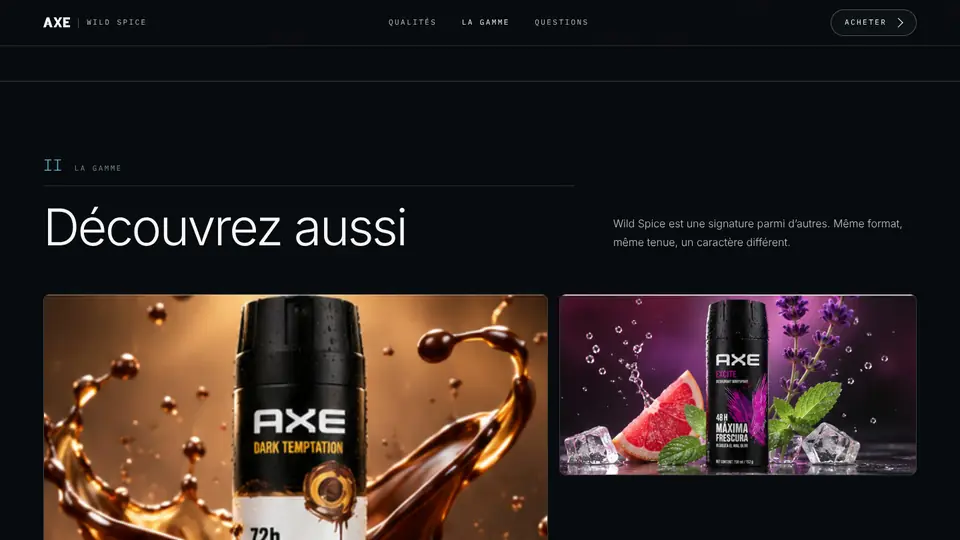 AXE | WILD SPICE
QUALITÉS
LA GAMME
QUESTIONS
ACHETER
II LA GAMME
Découvrez aussi
Wild Spice est une signature parmi d’autres. Même format,
même tenue, un caractère différent.
AXE
DARK TEMPTATION
72h
AXE
EXCITE
48H
MÁXIMA
FRESCURA